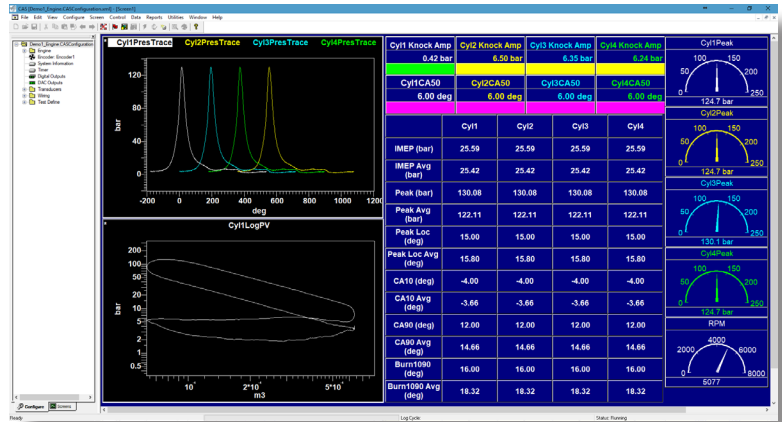 CAS [Demo1_Engine.CASConfiguration.xml] - [Screen1]
File Edit View Configure Screen Control Data Reports Utilities Window Help
Demo1_Engine.CASConfiguration
Engine
Encoder: Encoder1
System Information
Timer
Digital Outputs
DAC Outputs
Transducers
Wiring
Test Define
Configure Screens
Cyl1PresTrace Cyl2PresTrace Cyl3PresTrace Cyl4PresTrace
120
80
40
0
bar
-200 0 200 400 600 800 1000 1200
deg
Cyl1LogPV
200
100
50
20
10
5
2
1
0.5
bar
10 2*10 5*10
m3
Cyl1 Knock Amp Cyl2 Knock Amp Cyl3 Knock Amp Cyl4 Knock Amp
0.42 bar 6.50 bar 6.35 bar 6.24 bar
Cyl1CA50 Cyl2CA50 Cyl3CA50 Cyl4CA50
6.00 deg 6.00 deg 6.00 deg 6.00 deg
Cyl1 Cyl2 Cyl3 Cyl4
IMEP (bar) 25.59 25.59 25.59 25.59
IMEP Avg
(bar) 25.42 25.42 25.42 25.42
Peak (bar) 130.08 130.08 130.08 130.08
Peak Avg
(bar) 122.11 122.11 122.11 122.11
Peak Loc
(deg) 15.00 15.00 15.00 15.00
Peak Loc Avg
(deg) 15.80 15.80 15.80 15.80
CA10 (deg) -4.00 -4.00 -4.00 -4.00
CA10 Avg
(deg) -3.66 -3.66 -3.66 -3.66
CA90 (deg) 12.00 12.00 12.00 12.00
CA90 Avg
(deg) 14.66 14.66 14.66 14.66
Burn1090
(deg) 16.00 16.00 16.00 16.00
Burn1090 Avg
(deg) 18.32 18.32 18.32 18.32
Cyl1Peak
100 150
50
0 250
124.7 bar
Cyl2Peak
100 150
50
0 250
124.7 bar
Cyl3Peak
100 150
50
0 250
130.1 bar
Cyl4Peak
100 150
50
0 250
124.7 bar
RPM
4000
2000 6000
0 8000
5077
Ready Log Cycle Status: Running